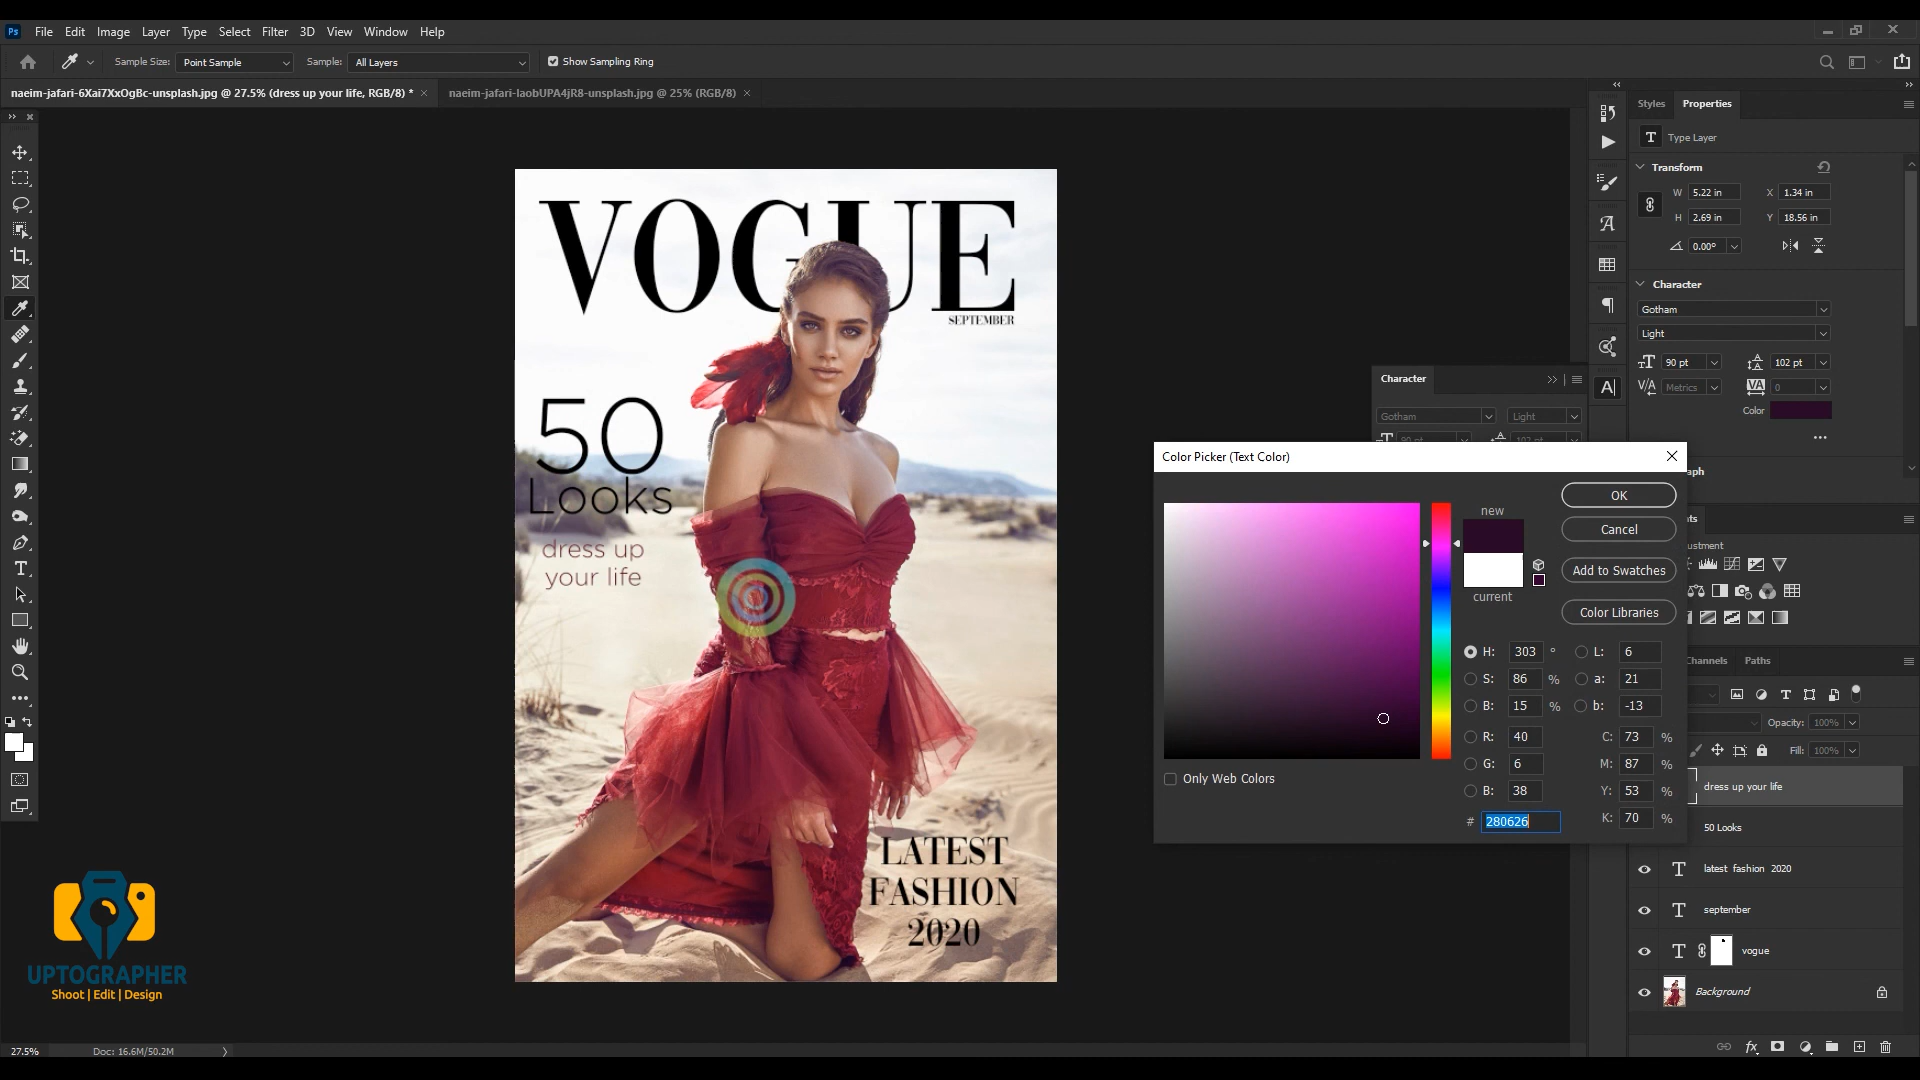 Ps File Edit Image Layer Type Select Filter 3D View Window Help
Sample Size: Point Sample Sample: All Layers Show Sampling Ring
naeim-jafari-6Xai7XxOgBc-unsplash.jpg @ 27.5% (dress up your life, RGB/8) *
naeim-jafari-laobUPA4jR8-unsplash.jpg @ 25% (RGB/8)
VOGUE
SEPTEMBER
50
Looks
dress up
your life
LATEST
FASHION
2020
UPTOGRAPHER
Shoot | Edit | Design
27.5% Doc: 16.6M/50.2M
Character
Gotham Light
Color Picker (Text Color)
new
current
OK
Cancel
Add to Swatches
Color Libraries
H: 303 ° L: 6
S: 86 % a: 21
B: 15 % b: -13
R: 40 C: 73 %
G: 6 M: 87 %
B: 38 Y: 53 %
# 280626 K: 70 %
Only Web Colors
Styles Properties
T Type Layer
Transform
W 5.22 in X 1.34 in
H 2.69 in Y 18.56 in
0.00°
Character
Gotham
Light
90 pt 102 pt
Metrics 0
Color
aph
nts
ustment
Channels Paths
Opacity: 100%
Fill: 100%
dress up your life
50 Looks
latest fashion 2020
september
vogue
Background